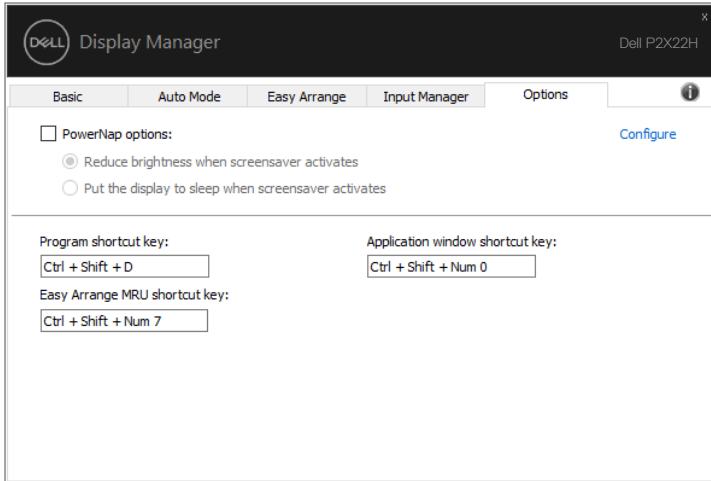 x
DELL Display Manager Dell P2X22H
Basic Auto Mode Easy Arrange Input Manager Options
PowerNap options: Configure
Reduce brightness when screensaver activates
Put the display to sleep when screensaver activates
Program shortcut key: Application window shortcut key:
Ctrl + Shift + D Ctrl + Shift + Num 0
Easy Arrange MRU shortcut key:
Ctrl + Shift + Num 7